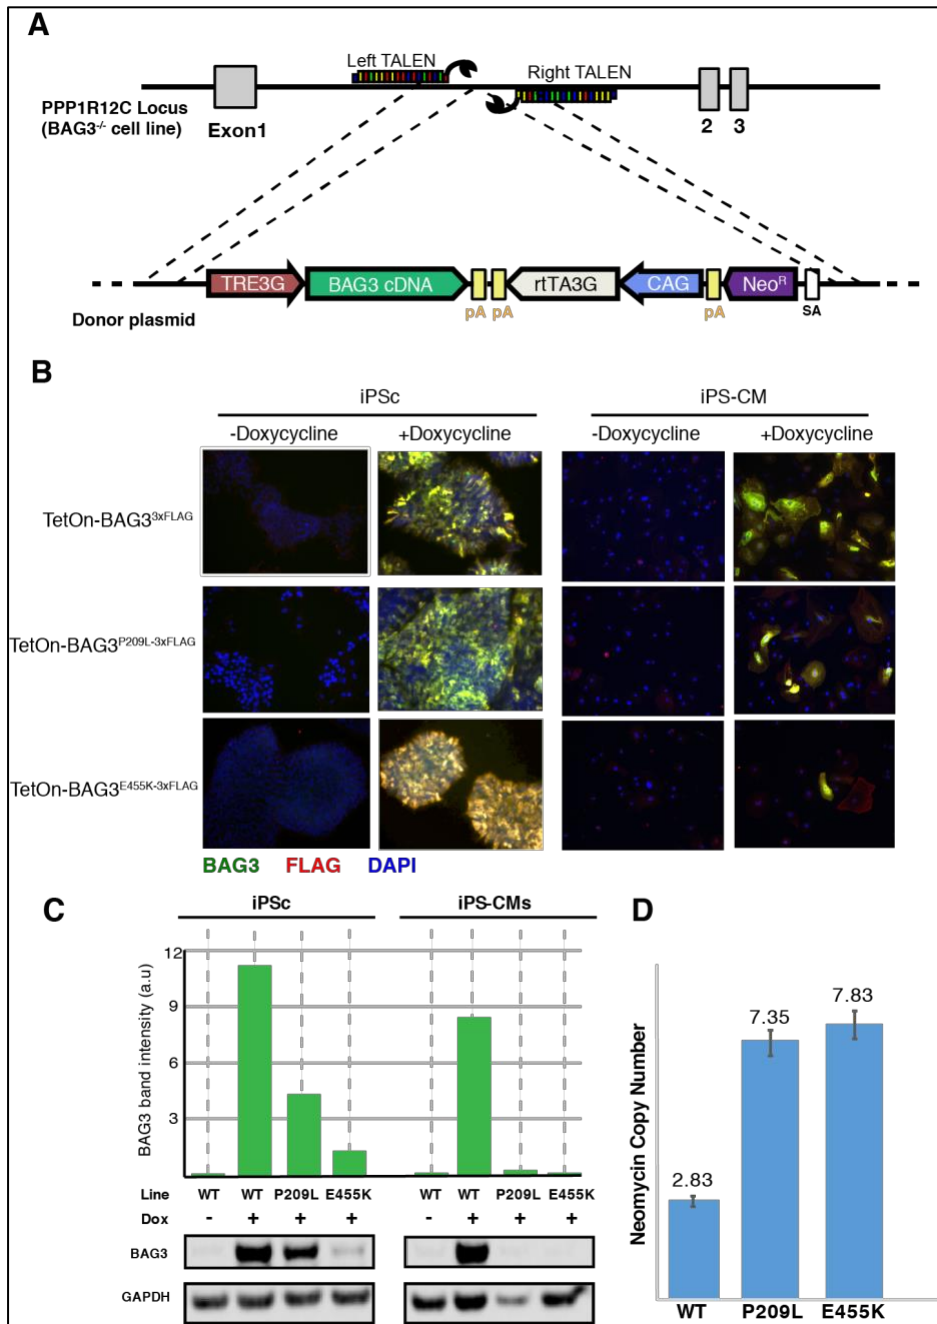 A
Left TALEN
Right TALEN
PPP1R12C Locus
(BAG3-/- cell line)
Exon1
2
3
TRE3G
BAG3 cDNA
rtTA3G
CAG
NeoR
pA pA
pA
SA
Donor plasmid
B
iPSc
iPS-CM
-Doxycycline
+Doxycycline
-Doxycycline
+Doxycycline
TetOn-BAG33xFLAG
TetOn-BAG3P209L-3xFLAG
TetOn-BAG3E455K-3xFLAG
BAG3 FLAG DAPI
C
iPSc
iPS-CMs
BAG3 band intensity (a.u)
12
9
6
3
Line WT WT P209L E455K WT WT P209L E455K
Dox - + + + - + + +
BAG3
GAPDH
D
Neomycin Copy Number
2.83
7.35
7.83
WT P209L E455K